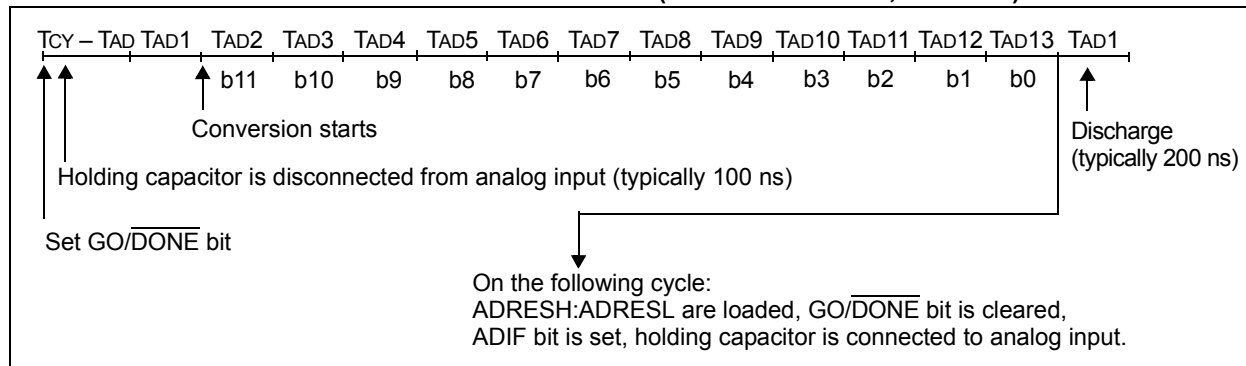 TCY – TAD TAD1 TAD2 TAD3 TAD4 TAD5 TAD6 TAD7 TAD8 TAD9 TAD10 TAD11 TAD12 TAD13 TAD1
b11 b10 b9 b8 b7 b6 b5 b4 b3 b2 b1 b0
Conversion starts
Discharge
(typically 200 ns)
Holding capacitor is disconnected from analog input (typically 100 ns)
Set GO/DONE bit
On the following cycle:
ADRESH:ADRESL are loaded, GO/DONE bit is cleared,
ADIF bit is set, holding capacitor is connected to analog input.